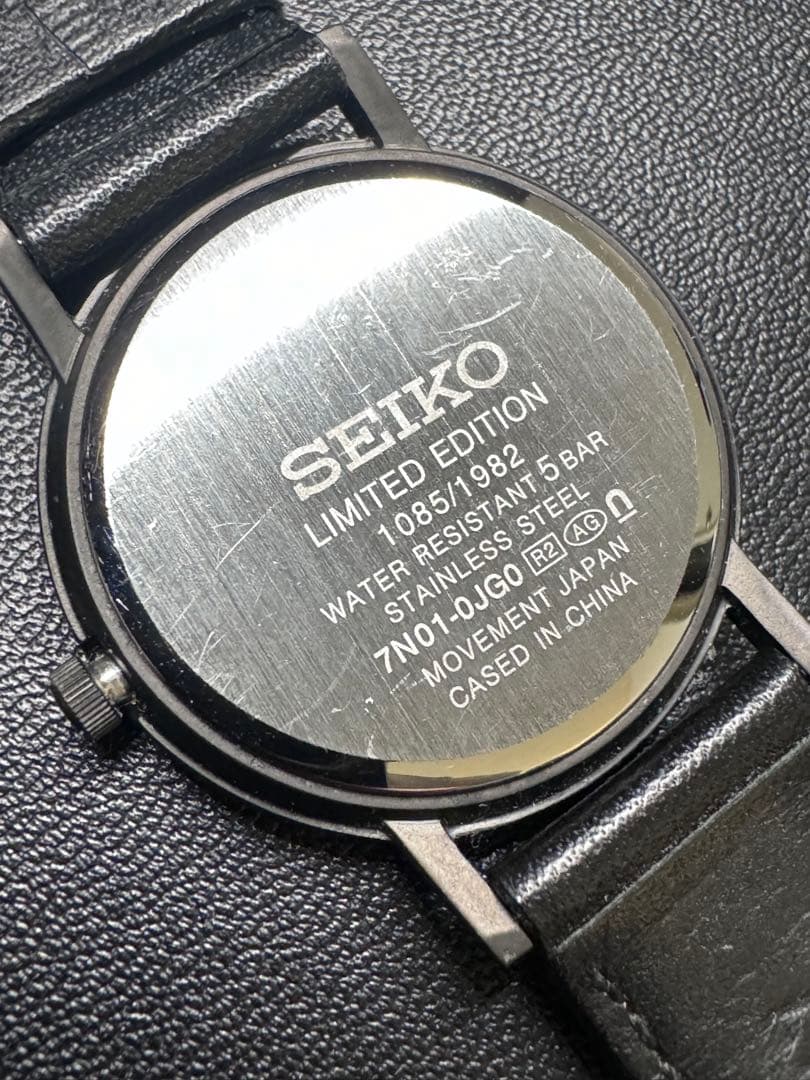 SEIKO
LIMITED EDITION
1085/1982
WATER RESISTANT 5 BAR
STAINLESS STEEL
7N01-0JG0 R2 AG
MOVEMENT JAPAN
CASED IN CHINA